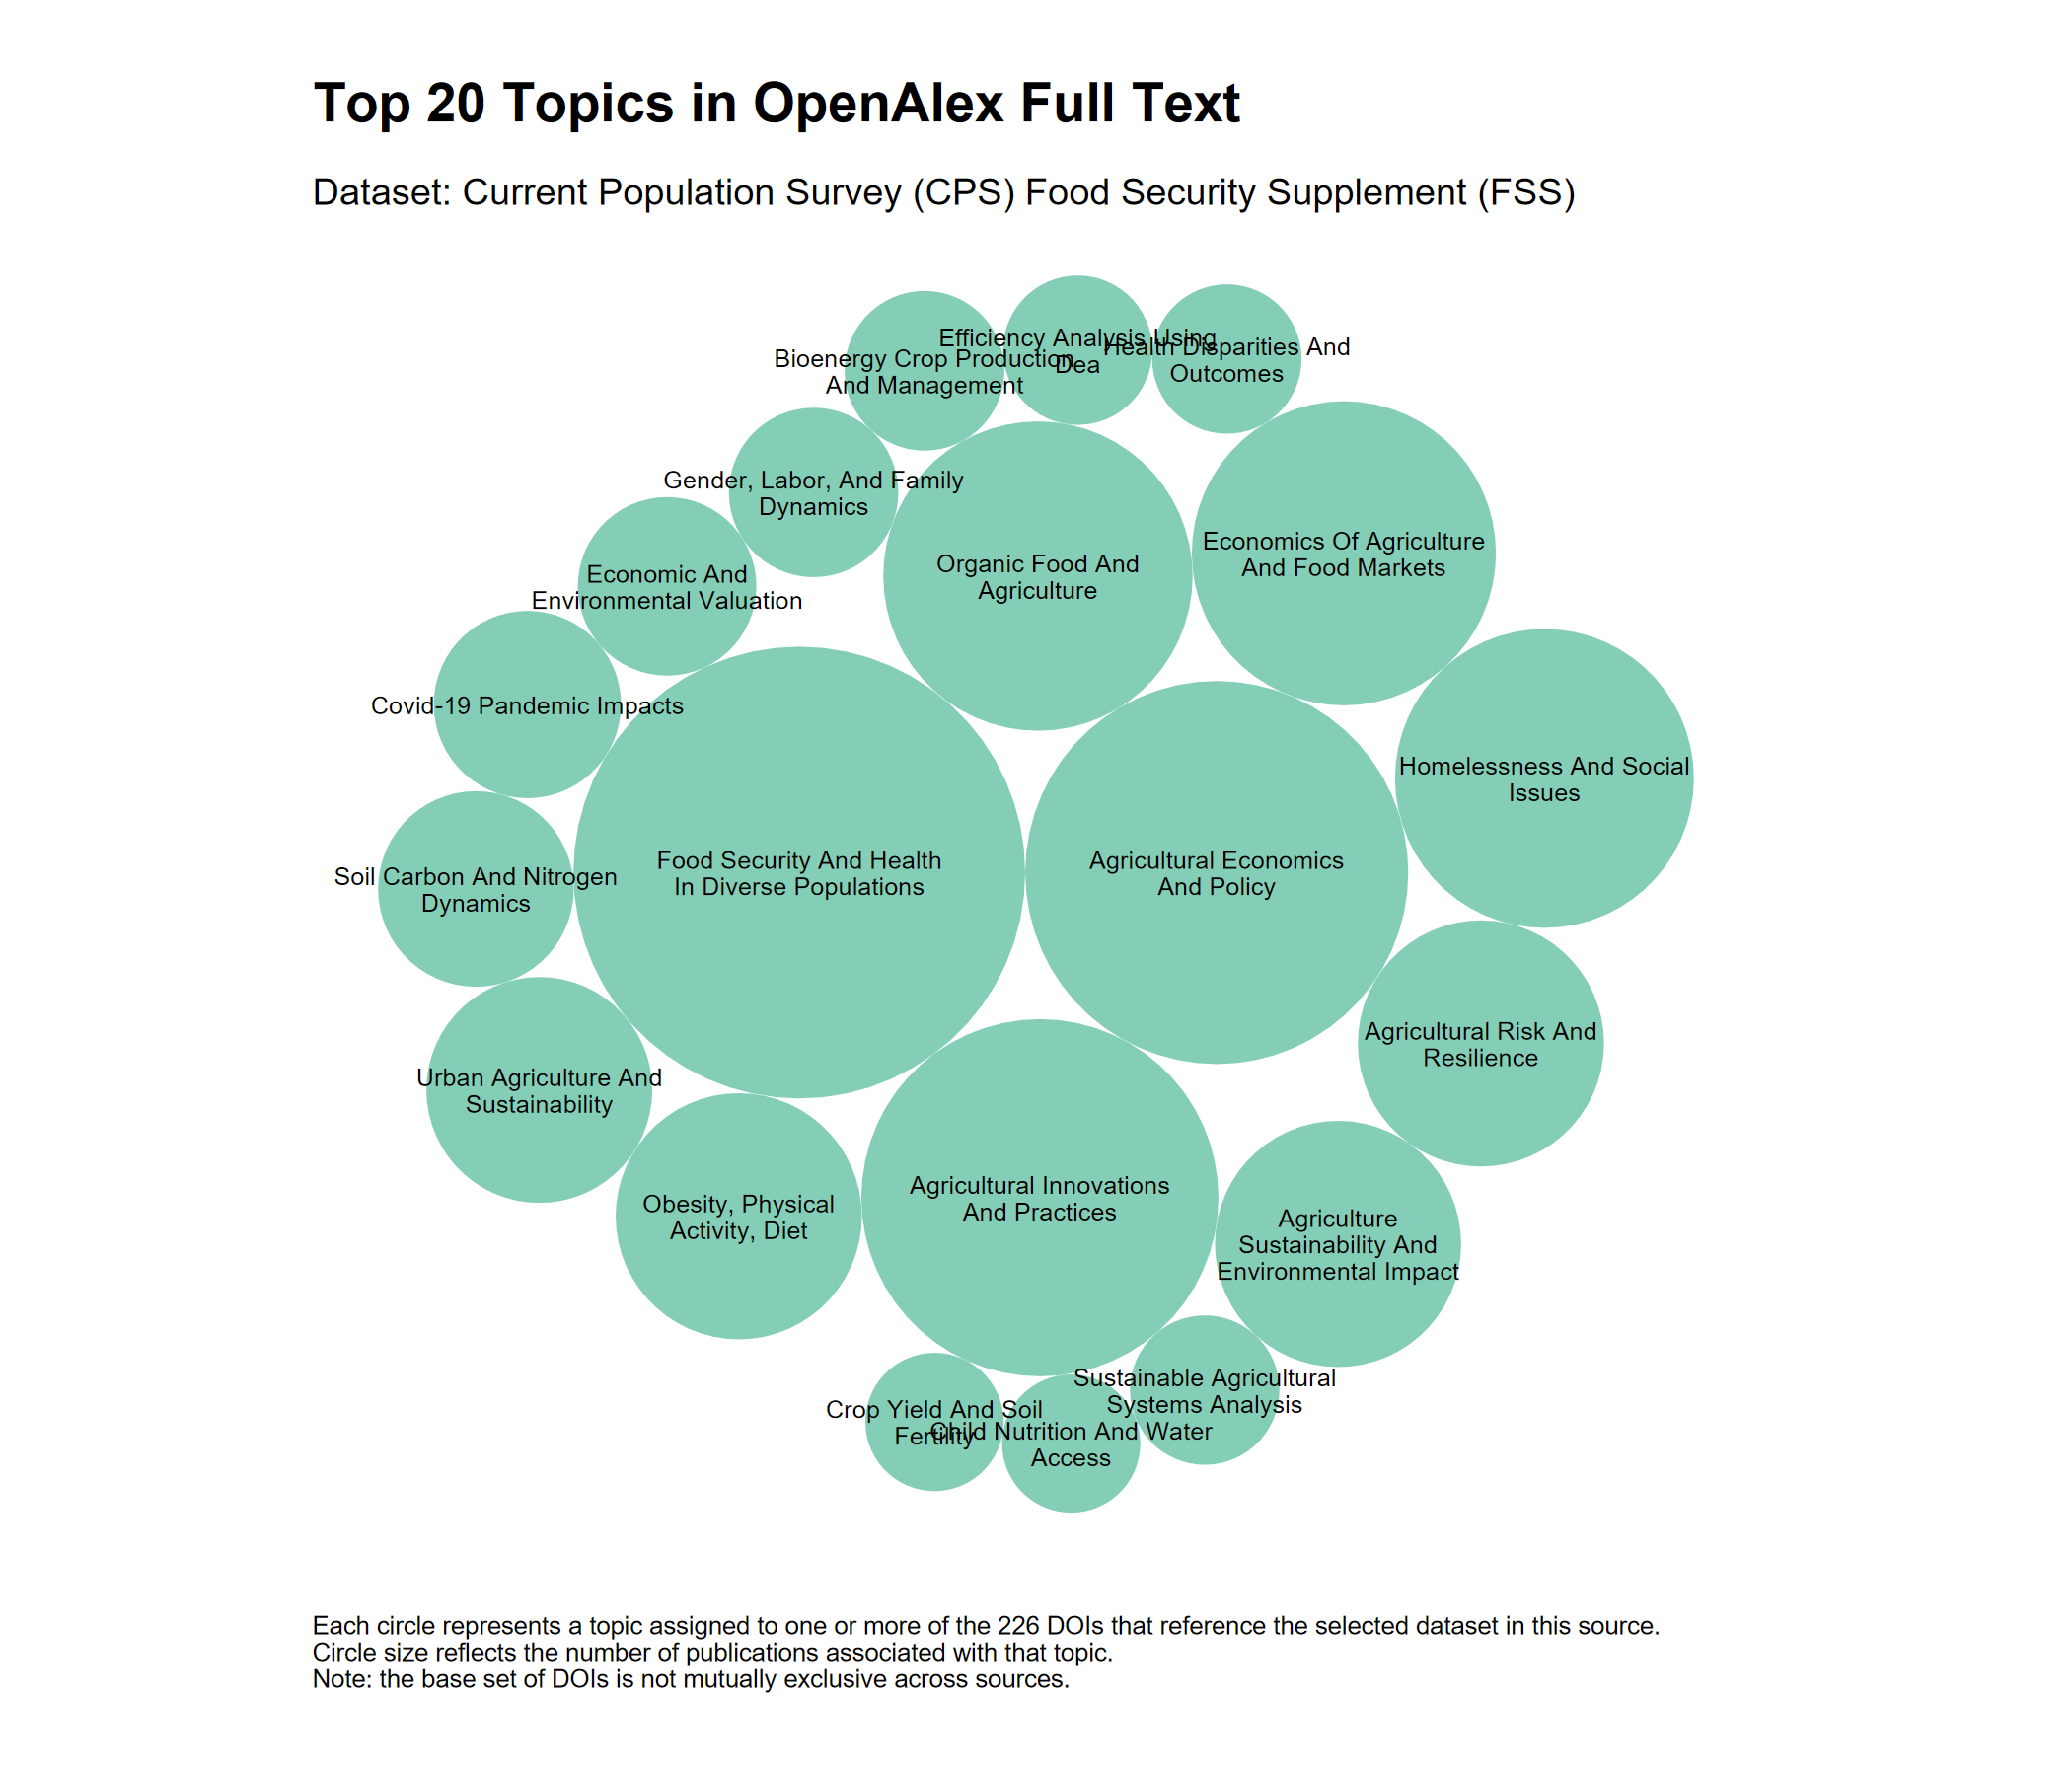 Top 20 Topics in OpenAlex Full Text
Dataset: Current Population Survey (CPS) Food Security Supplement (FSS)
Efficiency Analysis Using
Dea
Health Disparities And
Outcomes
Bioenergy Crop Production
And Management
Gender, Labor, And Family
Dynamics
Organic Food And
Agriculture
Economics Of Agriculture
And Food Markets
Economic And
Environmental Valuation
Covid-19 Pandemic Impacts
Homelessness And Social
Issues
Food Security And Health
In Diverse Populations
Agricultural Economics
And Policy
Soil Carbon And Nitrogen
Dynamics
Agricultural Risk And
Resilience
Urban Agriculture And
Sustainability
Obesity, Physical
Activity, Diet
Agricultural Innovations
And Practices
Agriculture
Sustainability And
Environmental Impact
Sustainable Agricultural
Systems Analysis
Crop Yield And Soil
Fertility
Child Nutrition And Water
Access
Each circle represents a topic assigned to one or more of the 226 DOIs that reference the selected dataset in this source.
Circle size reflects the number of publications associated with that topic.
Note: the base set of DOIs is not mutually exclusive across sources.